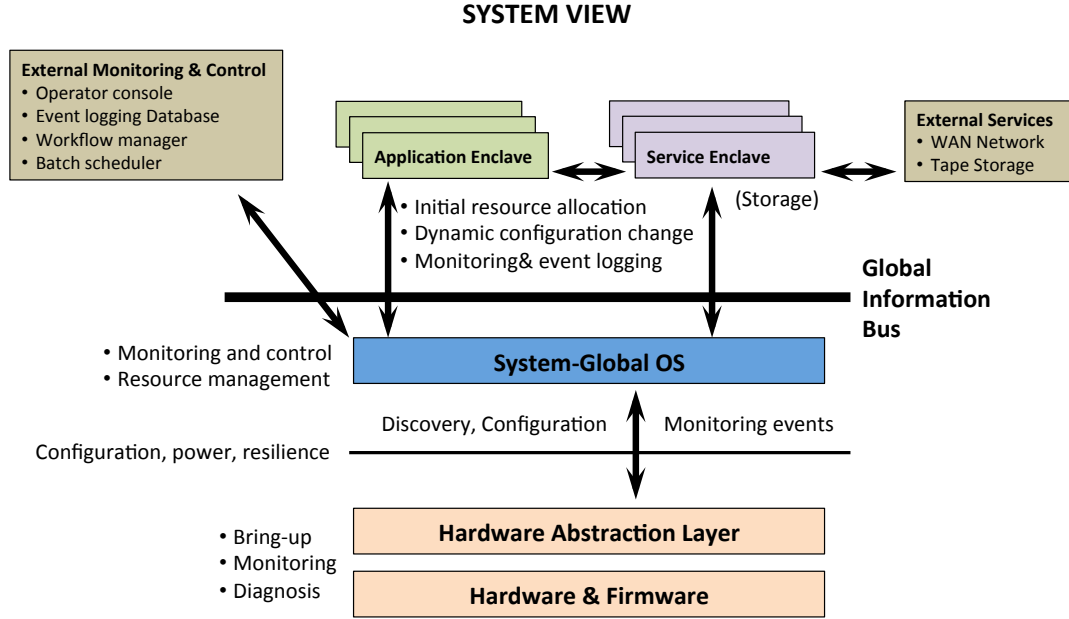 SYSTEM VIEW
External Monitoring & Control
• Operator console
• Event logging Database
• Workflow manager
• Batch scheduler
Application Enclave
Service Enclave
External Services
• WAN Network
• Tape Storage
(Storage)
• Initial resource allocation
• Dynamic configuration change
• Monitoring& event logging
Global
Information
Bus
• Monitoring and control
• Resource management
System-Global OS
Discovery, Configuration
Monitoring events
Configuration, power, resilience
• Bring-up
• Monitoring
• Diagnosis
Hardware Abstraction Layer
Hardware & Firmware